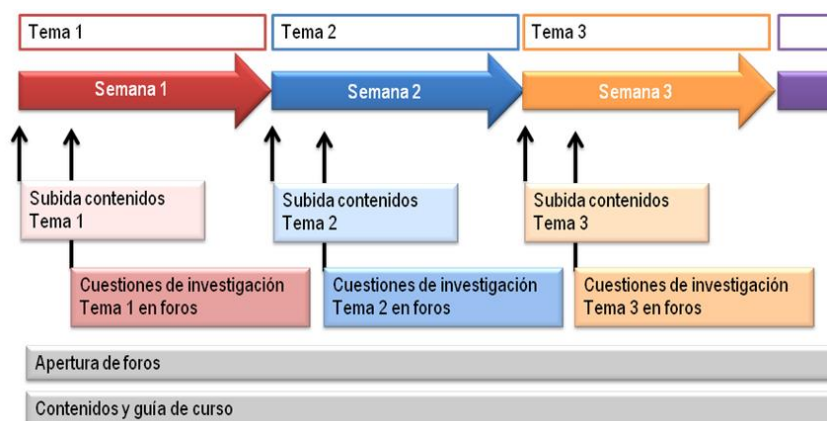 Tema 1
Tema 2
Tema 3
Semana 1
Semana 2
Semana 3
Subida contenidos
Tema 1
Subida contenidos
Tema 2
Subida contenidos
Tema 3
Cuestiones de investigación
Tema 1 en foros
Cuestiones de investigación
Tema 2 en foros
Cuestiones de investigación
Tema 3 en foros
Apertura de foros
Contenidos y guía de curso